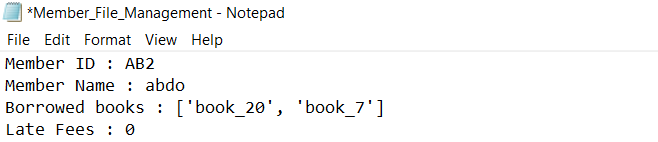 *Member_File_Management - Notepad
File Edit Format View Help
Member ID : AB2
Member Name : abdo
Borrowed books : ['book_20', 'book_7']
Late Fees : 0